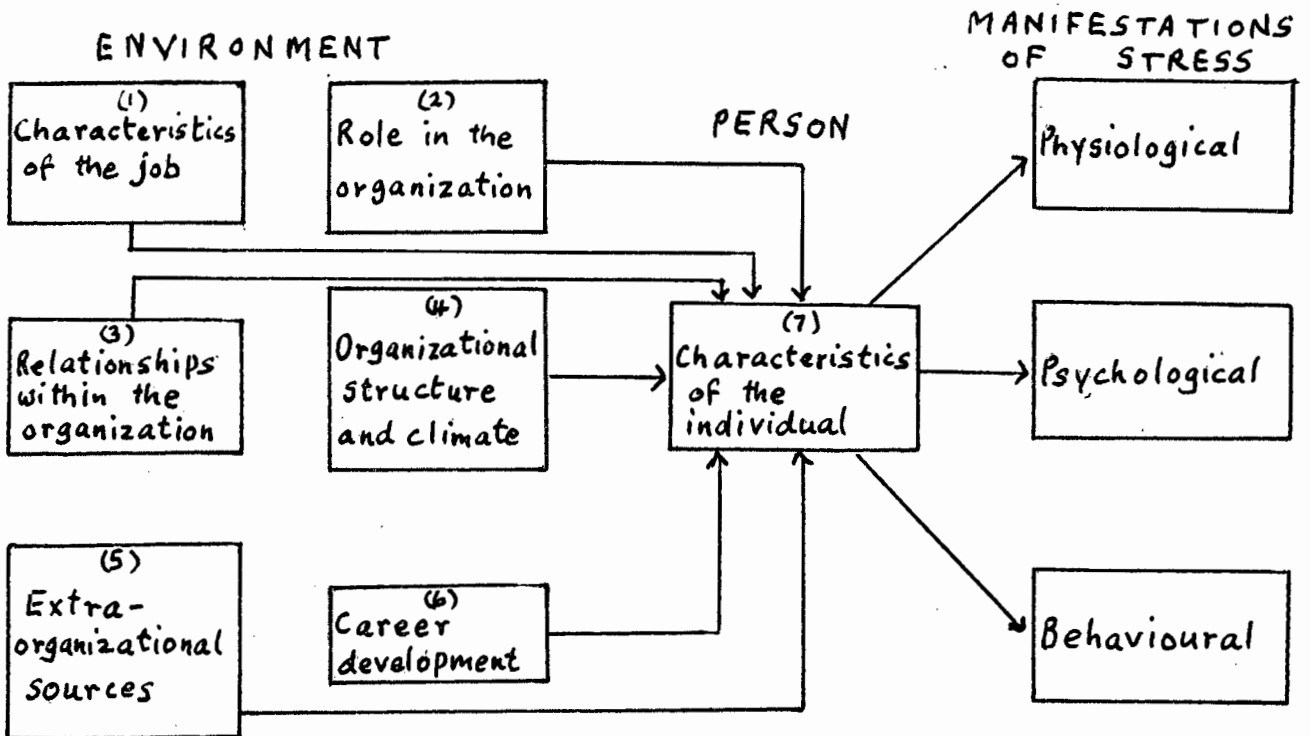 ENVIRONMENT
MANIFESTATIONS
OF STRESS
PERSON
(1)
Characteristics
of the job
(2)
Role in the
organization
Physiological
(3)
Relationships
within the
organization
(4)
Organizational
structure
and climate
(7)
Characteristics
of the
individual
Psychological
(5)
Extra-
organizational
sources
(6)
Career
development
Behavioural